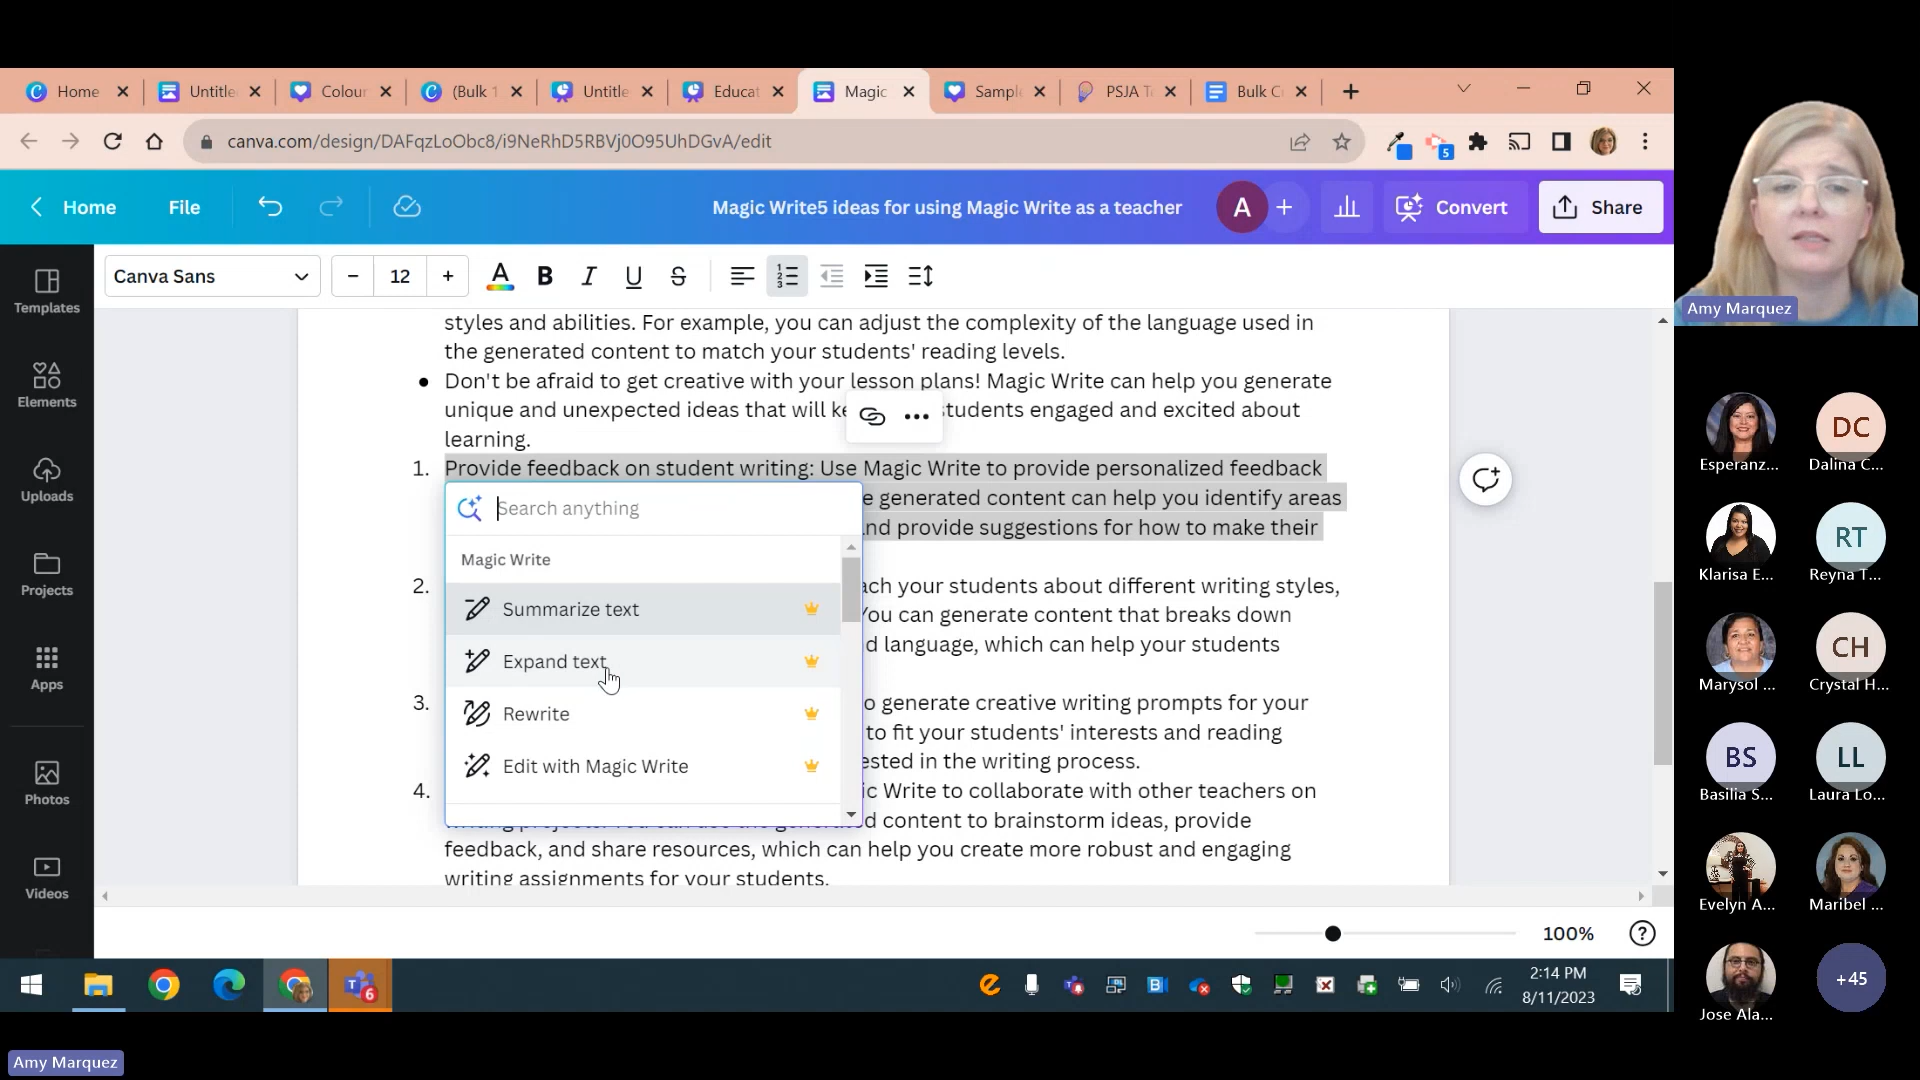 Home
Untitle
Colour
(Bulk 1
Untitle
Educat
Magic
Sample
PSJA T
Bulk C
canva.com/design/DAFqzLoObc8/i9NeRhD5RBVj0O95UhDGvA/edit
5
Home
File
Magic Write5 ideas for using Magic Write as a teacher
A
Convert
Share
Canva Sans
12
A
B
I
U
S
Templates
Elements
Uploads
Projects
Apps
Photos
Videos
styles and abilities. For example, you can adjust the complexity of the language used in
the generated content to match your students' reading levels.
• Don't be afraid to get creative with your lesson plans! Magic Write can help you generate
unique and unexpected ideas that will ke students engaged and excited about
learning.
1. Provide feedback on student writing: Use Magic Write to provide personalized feedback
e generated content can help you identify areas
nd provide suggestions for how to make their
2. ach your students about different writing styles,
You can generate content that breaks down
d language, which can help your students
3. o generate creative writing prompts for your
to fit your students' interests and reading
ested in the writing process.
4. ic Write to collaborate with other teachers on
d content to brainstorm ideas, provide
feedback, and share resources, which can help you create more robust and engaging
writing assignments for your students.
Search anything
Magic Write
Summarize text
Expand text
Rewrite
Edit with Magic Write
100%
?
6
2:14 PM
8/11/2023
Amy Marquez
Esperanz...
DC
Dalina C...
Klarisa E...
RT
Reyna T...
Marysol ...
CH
Crystal H...
BS
Basilia S...
LL
Laura Lo...
Evelyn A...
Maribel ...
Jose Ala...
+45
Amy Marquez